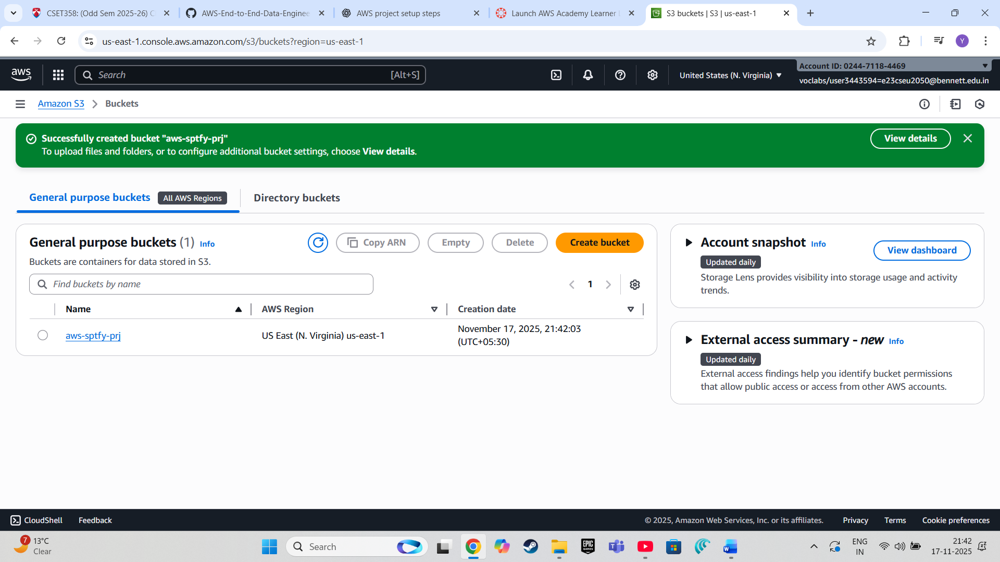 CSET358: (Odd Sem 2025-26) C
AWS-End-to-End-Data-Enginee
AWS project setup steps
Launch AWS Academy Learner L
S3 buckets | S3 | us-east-1
us-east-1.console.aws.amazon.com/s3/buckets?region=us-east-1
Y
aws
Search
[Alt+S]
United States (N. Virginia)
Account ID: 0244-7118-4469
voclabs/user3443594=e23cseu2050@bennett.edu.in
Amazon S3
Buckets
Successfully created bucket "aws-sptfy-prj"
To upload files and folders, or to configure additional bucket settings, choose View details.
View details
General purpose buckets
All AWS Regions
Directory buckets
General purpose buckets (1) Info
Copy ARN
Empty
Delete
Create bucket
Buckets are containers for data stored in S3.
Find buckets by name
1
Name
AWS Region
Creation date
aws-sptfy-prj
US East (N. Virginia) us-east-1
November 17, 2025, 21:42:03
(UTC+05:30)
Account snapshot Info
Updated daily
View dashboard
Storage Lens provides visibility into storage usage and activity
trends.
External access summary - new Info
Updated daily
External access findings help you identify bucket permissions
that allow public access or access from other AWS accounts.
CloudShell
Feedback
© 2025, Amazon Web Services, Inc. or its affiliates.
Privacy
Terms
Cookie preferences
7
13°C
Clear
Search
EPIC
GAMES
ENG
IN
21:42
17-11-2025